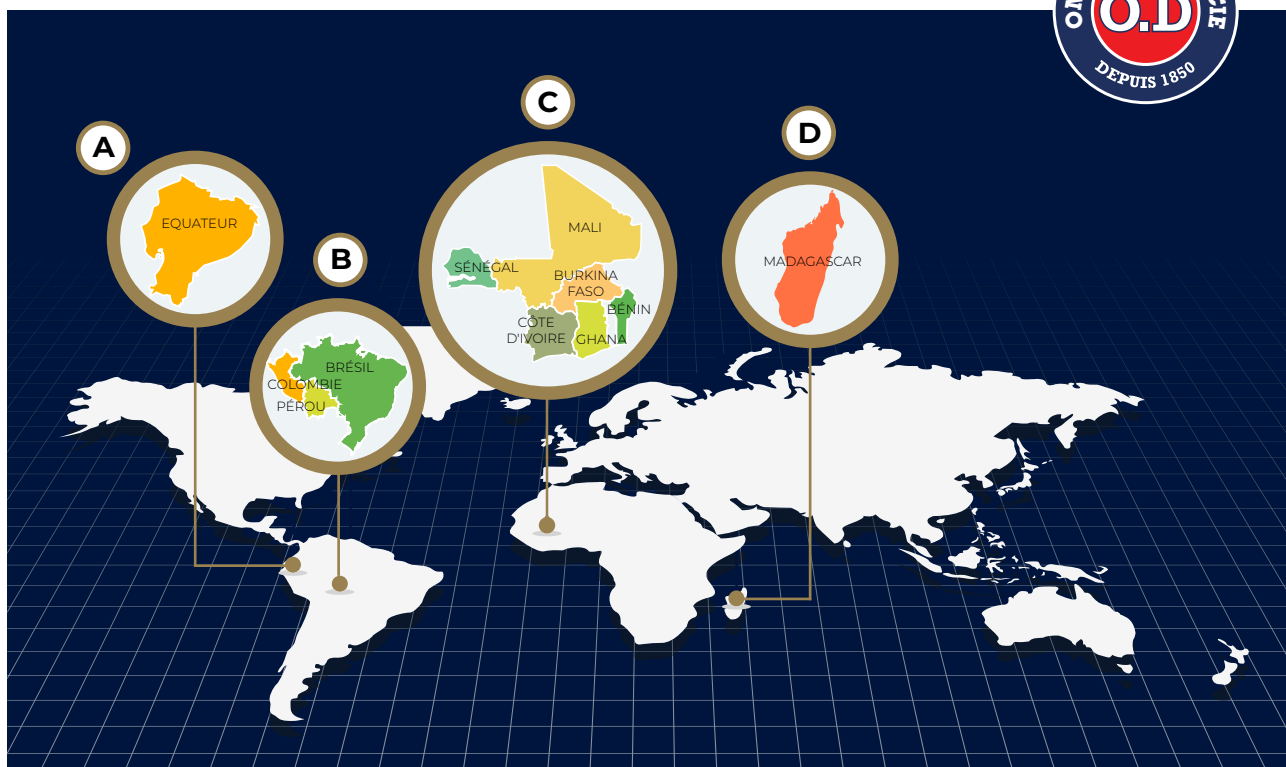 O.D
DEPUIS 1850
C
D
A
EQUATEUR
B
MALI
SÉNÉGAL
BURKINA
FASO
BÉNIN
CÔTE
D'IVOIRE
GHANA
MADAGASCAR
BRÉSIL
COLOMBIE
PÉROU